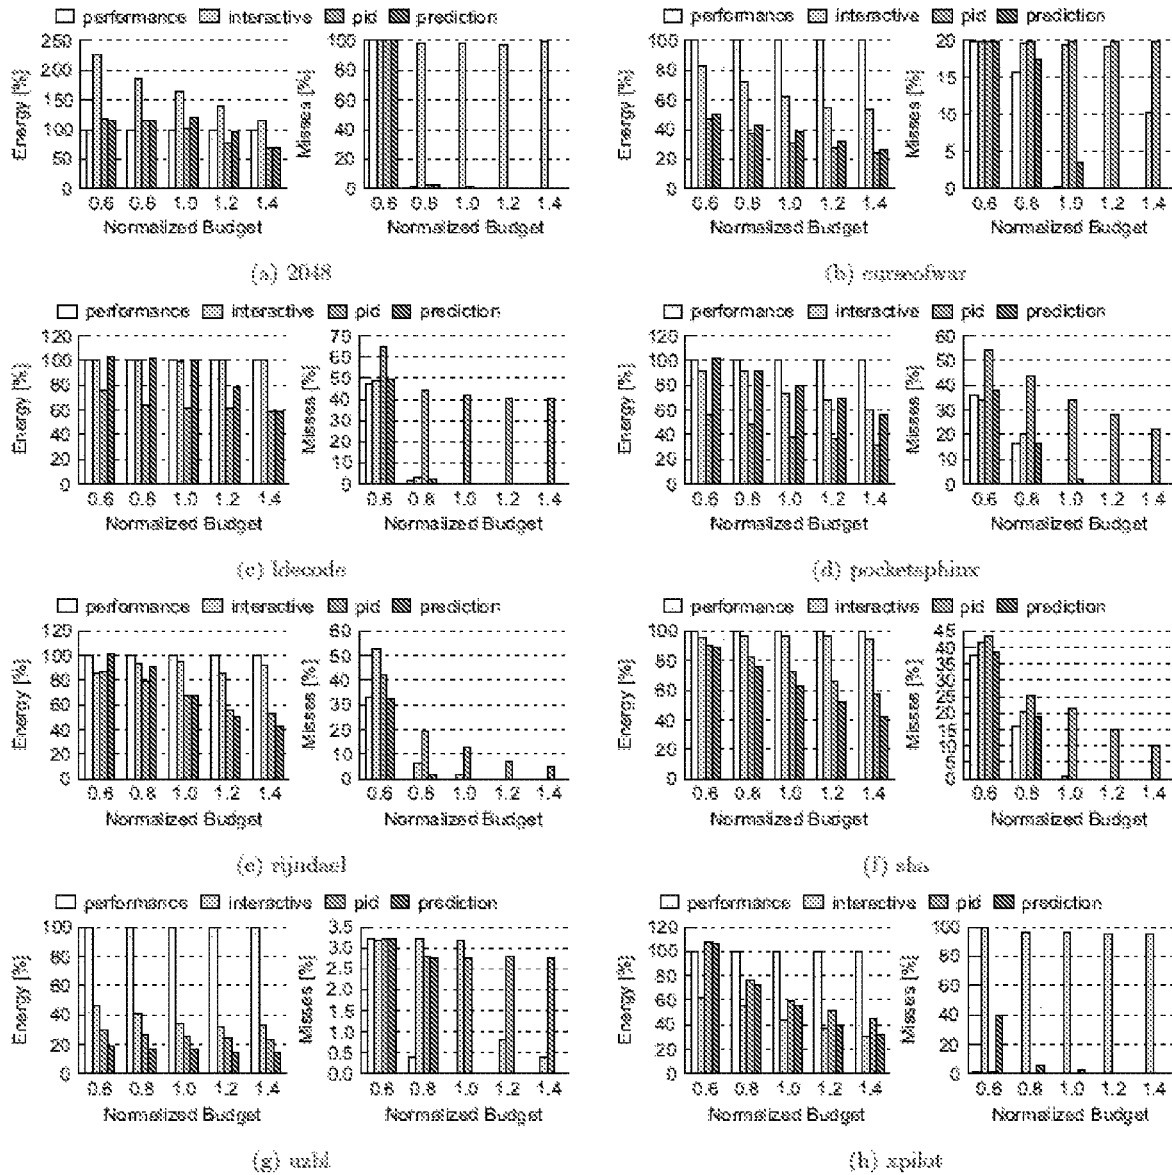 performance interactive pid prediction
performance interactive pid prediction
Energy [%]
250
200
150
100
50
0
0.6 0.8 1.0 1.2 1.4
Normalized Budget
Misses [%]
100
80
60
40
20
0
0.6 0.8 1.0 1.2 1.4
Normalized Budget
(a) 2048
Energy [%]
100
80
60
40
20
0
0.6 0.8 1.0 1.2 1.4
Normalized Budget
Misses [%]
20
15
10
5
0
0.6 0.8 1.0 1.2 1.4
Normalized Budget
(b) curseofwar
performance interactive pid prediction
performance interactive pid prediction
Energy [%]
120
100
80
60
40
20
0
0.6 0.8 1.0 1.2 1.4
Normalized Budget
Misses [%]
70
60
50
40
30
20
10
0
0.6 0.8 1.0 1.2 1.4
Normalized Budget
(c) ldecode
Energy [%]
120
100
80
60
40
20
0
0.6 0.8 1.0 1.2 1.4
Normalized Budget
Misses [%]
60
50
40
30
20
10
0
0.6 0.8 1.0 1.2 1.4
Normalized Budget
(d) pocketsphinx
performance interactive pid prediction
performance interactive pid prediction
Energy [%]
120
100
80
60
40
20
0
0.6 0.8 1.0 1.2 1.4
Normalized Budget
Misses [%]
60
50
40
30
20
10
0
0.6 0.8 1.0 1.2 1.4
Normalized Budget
(e) rijndael
Energy [%]
100
80
60
40
20
0
0.6 0.8 1.0 1.2 1.4
Normalized Budget
Misses [%]
45
40
35
30
25
20
15
10
5
0
0.6 0.8 1.0 1.2 1.4
Normalized Budget
(f) sha
performance interactive pid prediction
performance interactive pid prediction
Energy [%]
100
80
60
40
20
0
0.6 0.8 1.0 1.2 1.4
Normalized Budget
Misses [%]
3.5
3.0
2.5
2.0
1.5
1.0
0.5
0.0
0.6 0.8 1.0 1.2 1.4
Normalized Budget
(g) uzbl
Energy [%]
120
100
80
60
40
20
0
0.6 0.8 1.0 1.2 1.4
Normalized Budget
Misses [%]
100
80
60
40
20
0
0.6 0.8 1.0 1.2 1.4
Normalized Budget
(h) xpilot